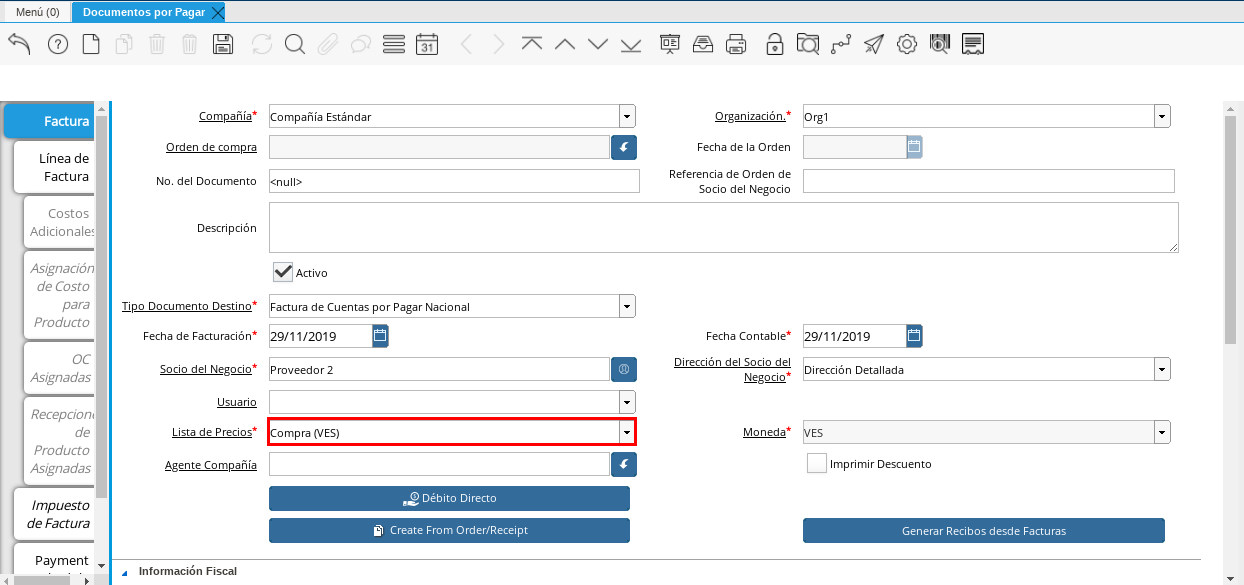 Menú (0)
Documentos por Pagar
31
Factura
Línea de
Factura
Costos
Adicionales
Asignación
de Costo
para
Producto
OC
Asignadas
Recepcione
de
Producto
Asignadas
Impuesto
de Factura
Payment
Compañía* Compañía Estándar
Organización.* Org1
Orden de compra
Fecha de la Orden
No. del Documento <null>
Referencia de Orden de
Socio del Negocio
Descripción
Activo
Tipo Documento Destino* Factura de Cuentas por Pagar Nacional
Fecha de Facturación* 29/11/2019
Fecha Contable* 29/11/2019
Socio del Negocio* Proveedor 2
Dirección del Socio del
Negocio* Dirección Detallada
Usuario
Lista de Precios* Compra (VES)
Moneda* VES
Agente Compañía
Imprimir Descuento
Débito Directo
Create From Order/Receipt
Generar Recibos desde Facturas
Información Fiscal